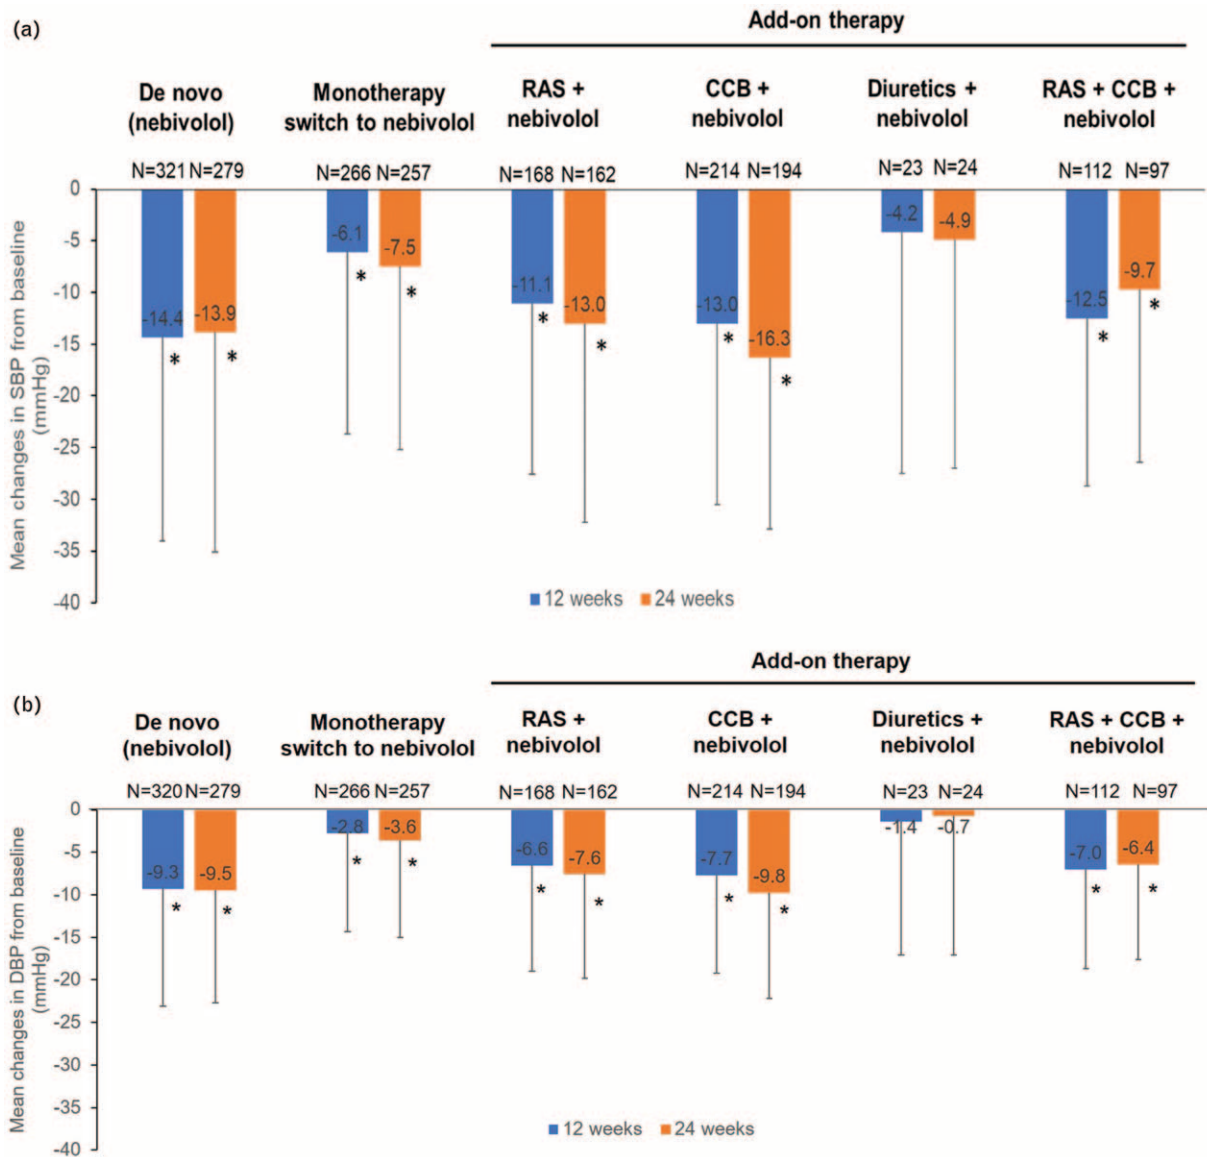 (a)
Add-on therapy
De novo
(nebivolol)
Monotherapy
switch to nebivolol
RAS +
nebivolol
CCB +
nebivolol
Diuretics +
nebivolol
RAS + CCB +
nebivolol
N=321 N=279
N=266 N=257
N=168 N=162
N=214 N=194
N=23 N=24
N=112 N=97
Mean changes in SBP from baseline
(mmHg)
0
-5
-10
-15
-20
-25
-30
-35
-40
-14.4
*
-13.9
*
-6.1
*
-7.5
*
-11.1
*
-13.0
*
-13.0
*
-16.3
*
-4.2
-4.9
-12.5
*
-9.7
*
12 weeks 24 weeks
(b)
Add-on therapy
De novo
(nebivolol)
Monotherapy
switch to nebivolol
RAS +
nebivolol
CCB +
nebivolol
Diuretics +
nebivolol
RAS + CCB +
nebivolol
N=320 N=279
N=266 N=257
N=168 N=162
N=214 N=194
N=23 N=24
N=112 N=97
Mean changes in DBP from baseline
(mmHg)
0
-5
-10
-15
-20
-25
-30
-35
-40
-9.3
*
-9.5
*
-2.8
*
-3.6
*
-6.6
*
-7.6
*
-7.7
*
-9.8
*
-1.4
-0.7
-7.0
*
-6.4
*
12 weeks 24 weeks